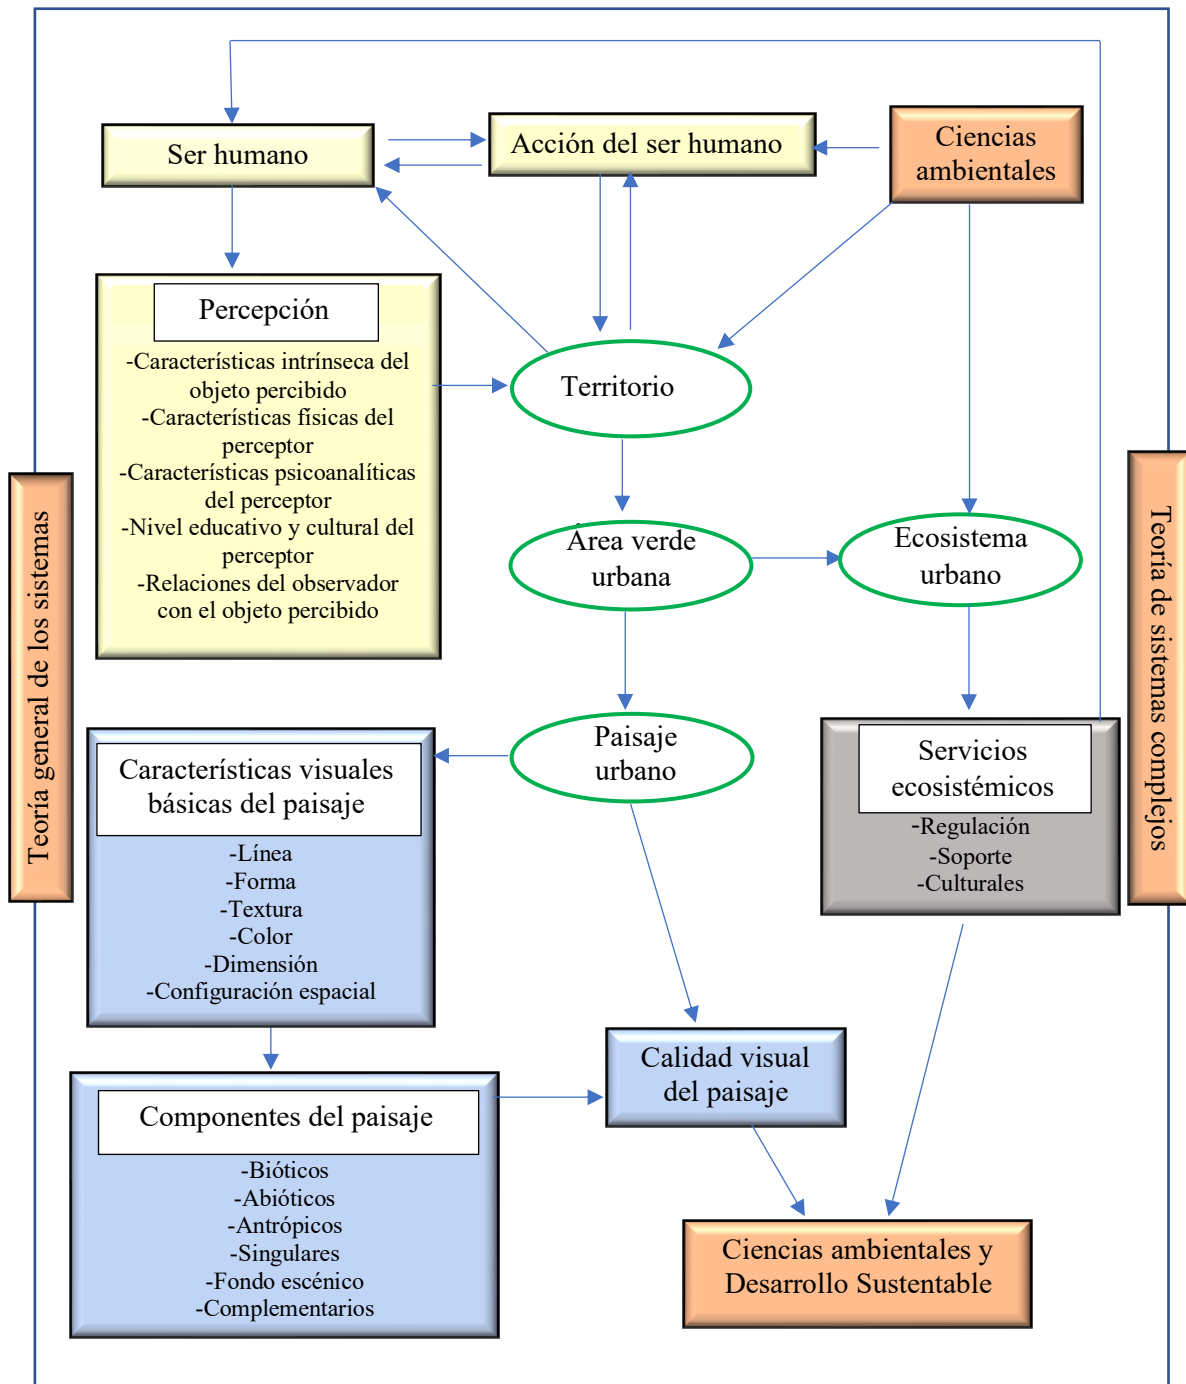 Ser humano
Acción del ser humano
Ciencias
ambientales
Percepción
-Características intrínseca del
objeto percibido
-Características físicas del
perceptor
-Características psicoanalíticas
del perceptor
-Nivel educativo y cultural del
perceptor
-Relaciones del observador
con el objeto percibido
Territorio
Área verde
urbana
Ecosistema
urbano
Teoría general de los sistemas
Teoría de sistemas complejos
Paisaje
urbano
Características visuales
básicas del paisaje
-Línea
-Forma
-Textura
-Color
-Dimensión
-Configuración espacial
Servicios
ecosistémicos
-Regulación
-Soporte
-Culturales
Calidad visual
del paisaje
Componentes del paisaje
-Bióticos
-Abióticos
-Antrópicos
-Singulares
-Fondo escénico
-Complementarios
Ciencias ambientales y
Desarrollo Sustentable